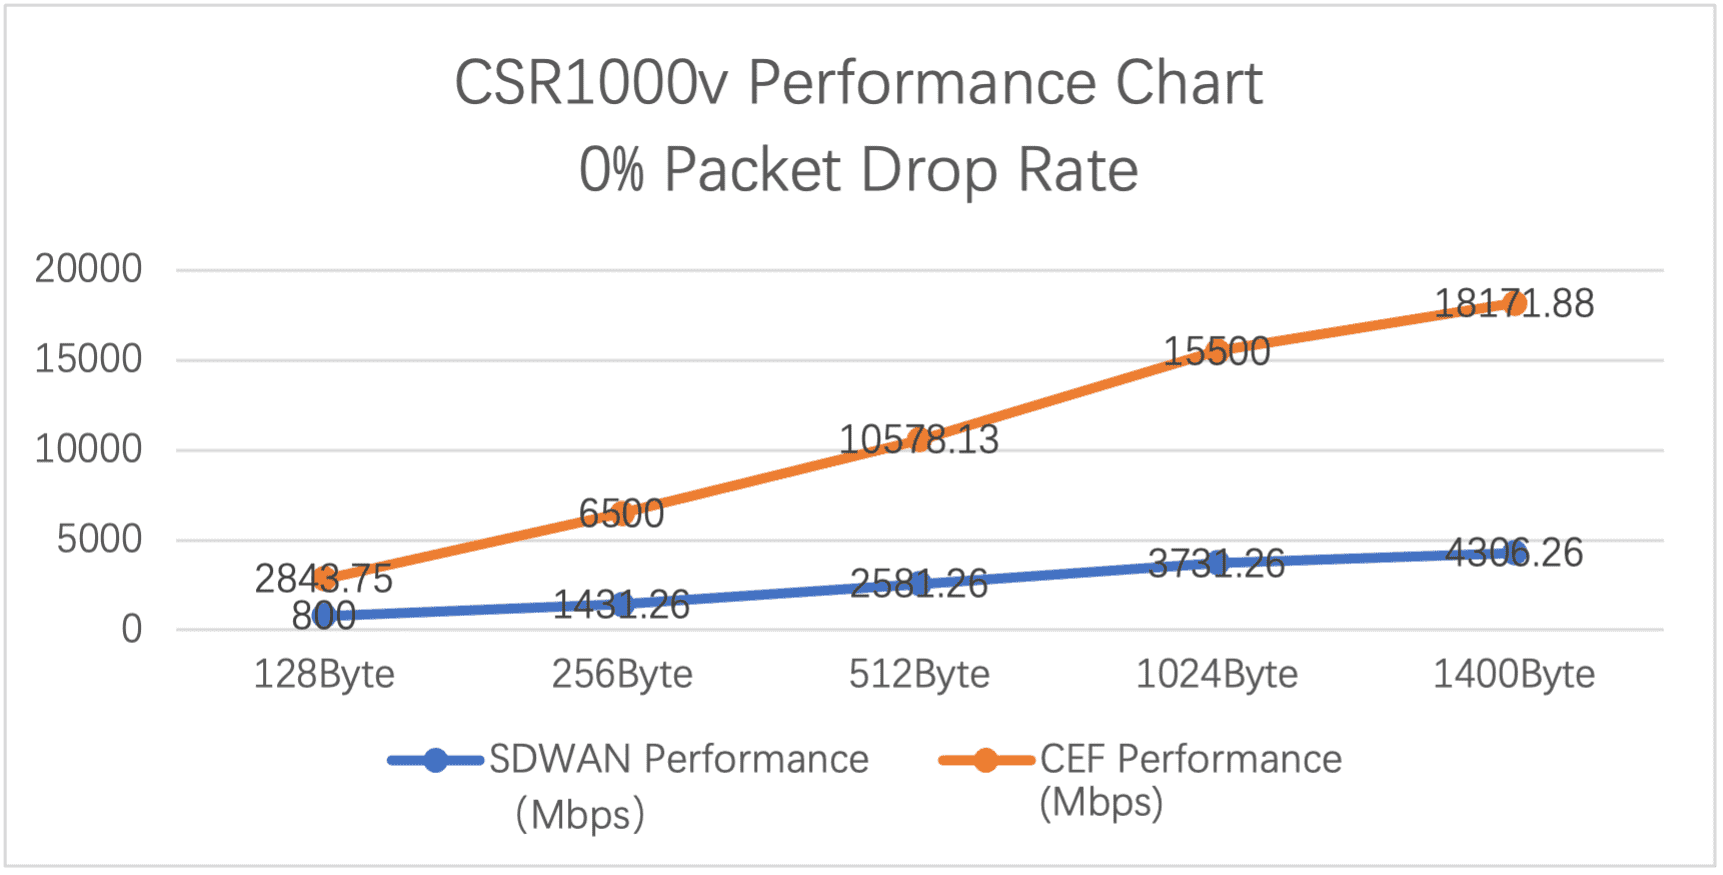 CSR1000v Performance Chart
0% Packet Drop Rate
20000
15000
10000
5000
0
18171.88
15500
10578.13
6500
2843.75
800
1431.26
2581.26
3731.26
4306.26
128Byte 256Byte 512Byte 1024Byte 1400Byte
SDWAN Performance
（Mbps）
CEF Performance
(Mbps)